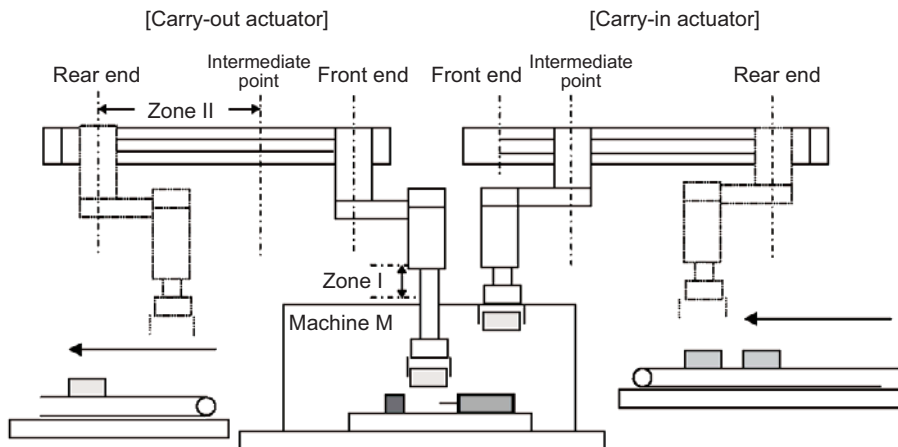 [Carry-out actuator]
[Carry-in actuator]
Rear end
Intermediate
point
Front end
Front end
Intermediate
point
Rear end
Zone II
Zone I
Machine M